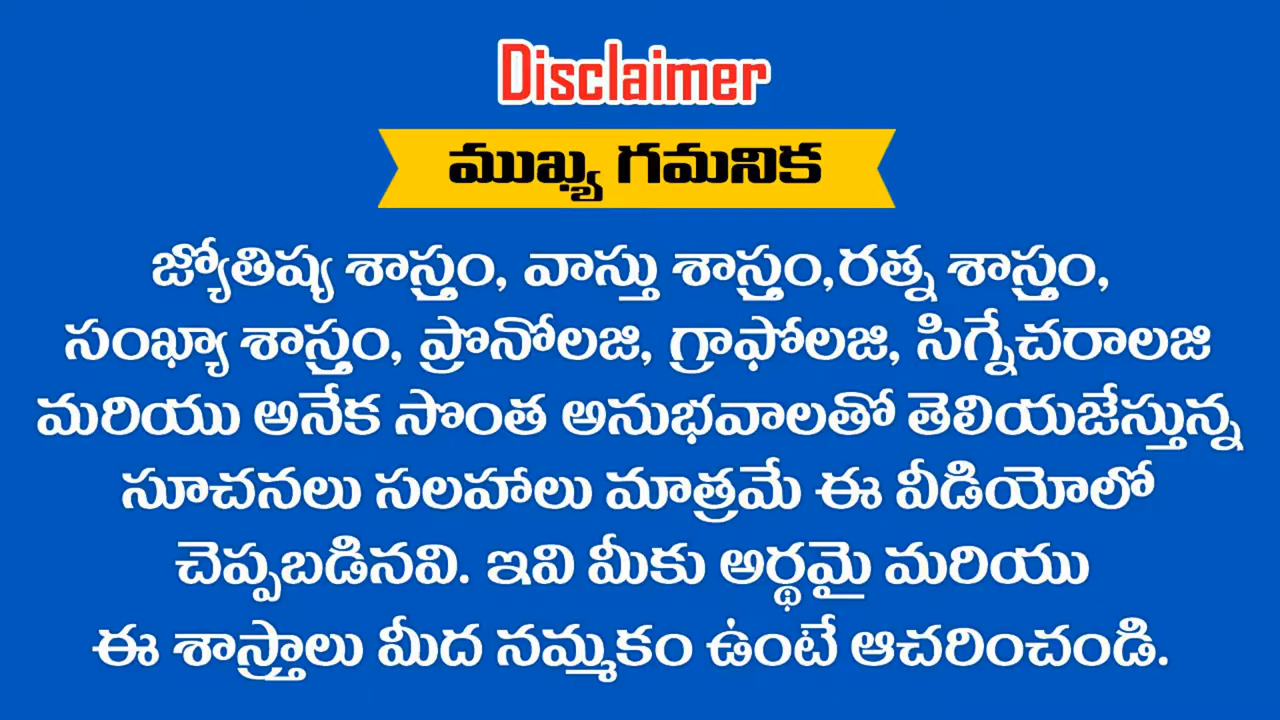 Disclaimer
ముఖ్య గమనిక
జ్యోతిష్య శాస్త్రం, వాస్తు శాస్త్రం,రత్న శాస్త్రం,
సంఖ్యా శాస్త్రం, ప్రొనోలజి, గ్రాఫోలజి, సిగ్నేచరాలజి
మరియు అనేక సొంత అనుభవాలతో తెలియజేస్తున్న
సూచనలు సలహాలు మాత్రమే ఈ వీడియోలో
చెప్పబడినవి. ఇవి మీకు అర్థమై మరియు
ఈ శాస్త్రాలు మీద నమ్మకం ఉంటే ఆచరించండి.